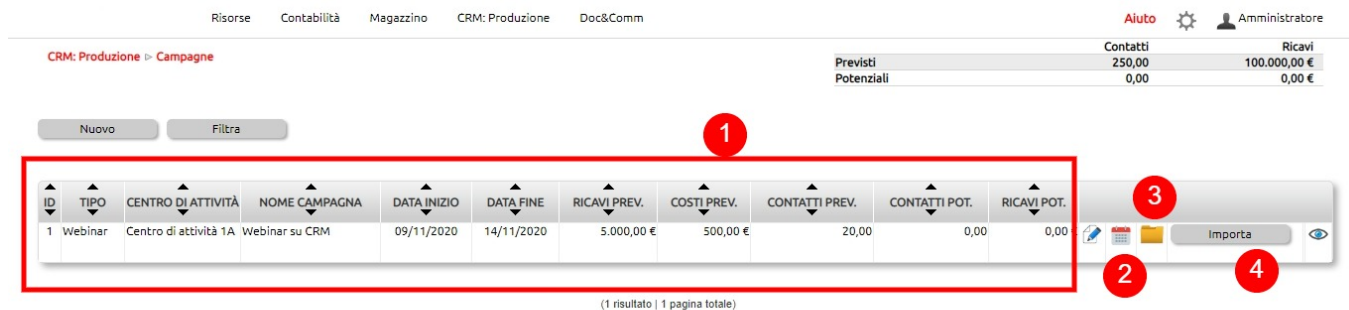 Risorse Contabilità Magazzino CRM: Produzione Doc&Comm Aiuto Amministratore
CRM: Produzione ▹ Campagne
Contatti Ricavi
Previsti 250,00 100.000,00 €
Potenziali 0,00 0,00 €
Nuovo Filtra
1
3
ID TIPO CENTRO DI ATTIVITÀ NOME CAMPAGNA DATA INIZIO DATA FINE RICAVI PREV. COSTI PREV. CONTATTI PREV. CONTATTI POT. RICAVI POT.
1 Webinar Centro di attività 1A Webinar su CRM 09/11/2020 14/11/2020 5.000,00 € 500,00 € 20,00 0,00 0,00 € Importa
2
4
(1 risultato | 1 pagina totale)